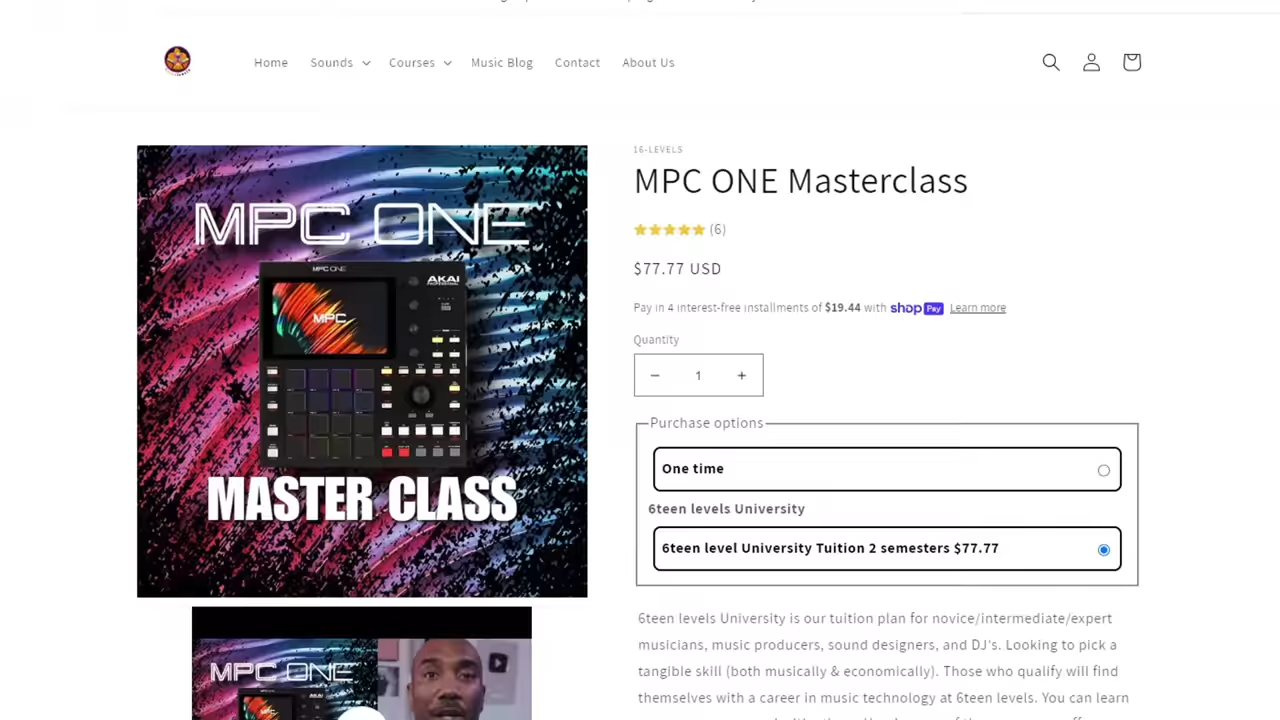 Home
Sounds
Courses
Music Blog
Contact
About Us
MPC ONE
MPC ONE
AKAI
PROFESSIONAL
MPC
MASTER CLASS
MPC ONE
16-LEVELS
MPC ONE Masterclass
(6)
$77.77 USD
Pay in 4 interest-free installments of $19.44 with shop Pay Learn more
Quantity
− 1 +
Purchase options
One time
6teen levels University
6teen level University Tuition 2 semesters $77.77
6teen levels University is our tuition plan for novice/intermediate/expert
musicians, music producers, sound designers, and DJ's. Looking to pick a
tangible skill (both musically & economically). Those who qualify will find
themselves with a career in music technology at 6teen levels. You can learn